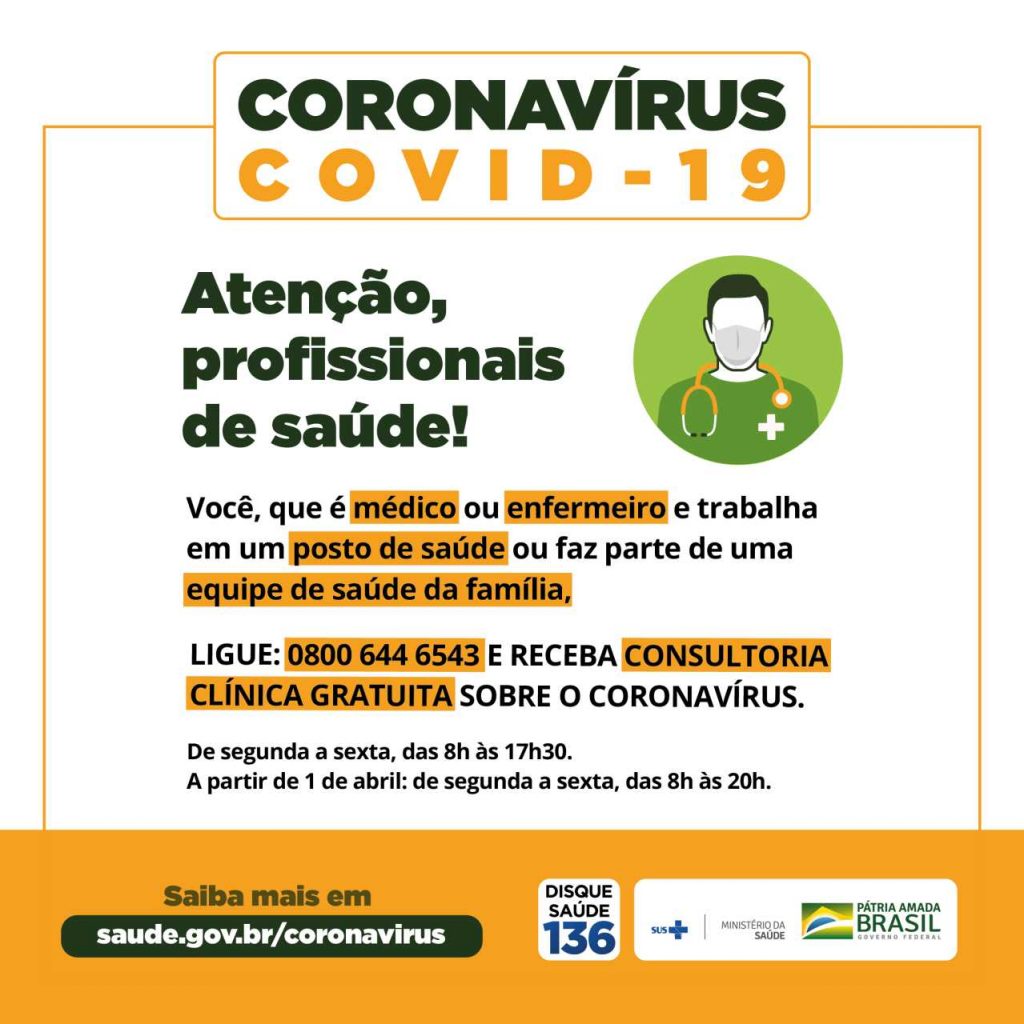 CORONAVÍRUS
COVID-19
Atenção,
profissionais
de saúde!
Você, que é médico ou enfermeiro e trabalha
em um posto de saúde ou faz parte de uma
equipe de saúde da família,
LIGUE: 0800 644 6543 E RECEBA CONSULTORIA
CLÍNICA GRATUITA SOBRE O CORONAVÍRUS.
De segunda a sexta, das 8h às 17h30.
A partir de 1 de abril: de segunda a sexta, das 8h às 20h.
Saiba mais em
saude.gov.br/coronavirus
DISQUE
SAÚDE
136
SUS
MINISTÉRIO DA
SAÚDE
PÁTRIA AMADA
BRASIL
GOVERNO FEDERAL